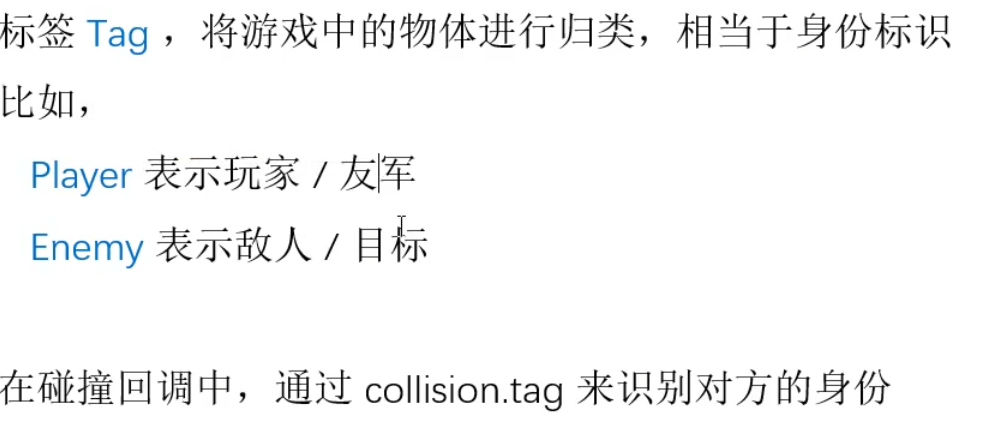 标签 Tag ，将游戏中的物体进行归类，相当于身份标识
比如，
Player 表示玩家 / 友军
Enemy 表示敌人 / 目标
在碰撞回调中，通过 collision.tag 来识别对方的身份